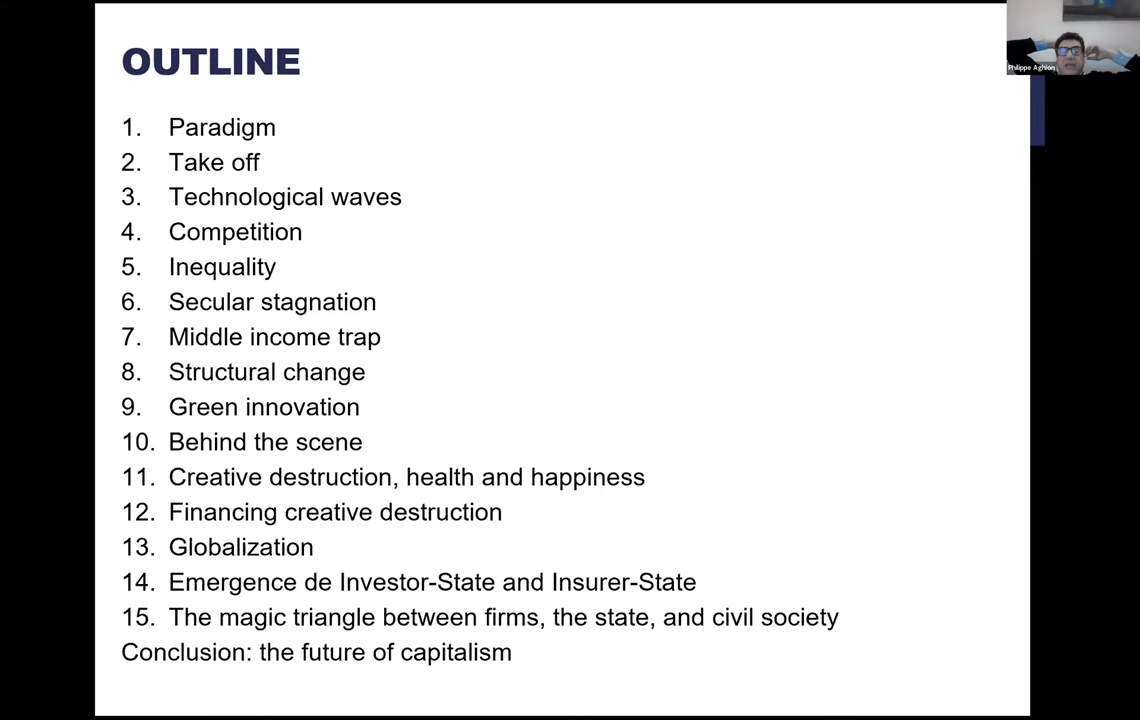 OUTLINE
Philippe Aghion
1. Paradigm
2. Take off
3. Technological waves
4. Competition
5. Inequality
6. Secular stagnation
7. Middle income trap
8. Structural change
9. Green innovation
10. Behind the scene
11. Creative destruction, health and happiness
12. Financing creative destruction
13. Globalization
14. Emergence de Investor-State and Insurer-State
15. The magic triangle between firms, the state, and civil society
Conclusion: the future of capitalism